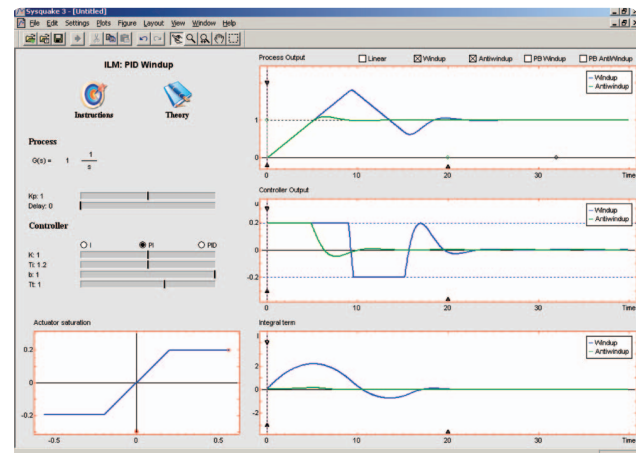 Sysquake 3 - [Untitled]
File Edit Settings Plots Figure Layout View Window Help
ILM: PID Windup
Instructions Theory
Process
G(s) = 1 1
s
Kp: 1
Delay: 0
Controller
I PI PID
K: 1
Ti: 1.2
b: 1
Tt: 1
Actuator saturation
0.2
0
-0.2
-0.5 0 0.5
Process Output Linear Windup Antiwindup PB Windup PB AntiWindup
Windup
Antiwindup
1
0
0 10 20 30 Time
Controller Output
u
Windup
Antiwindup
0.2
0
-0.2
0 10 20 30 Time
Integral term
I
Windup
Antiwindup
2
0
-2
0 10 20 30 Time